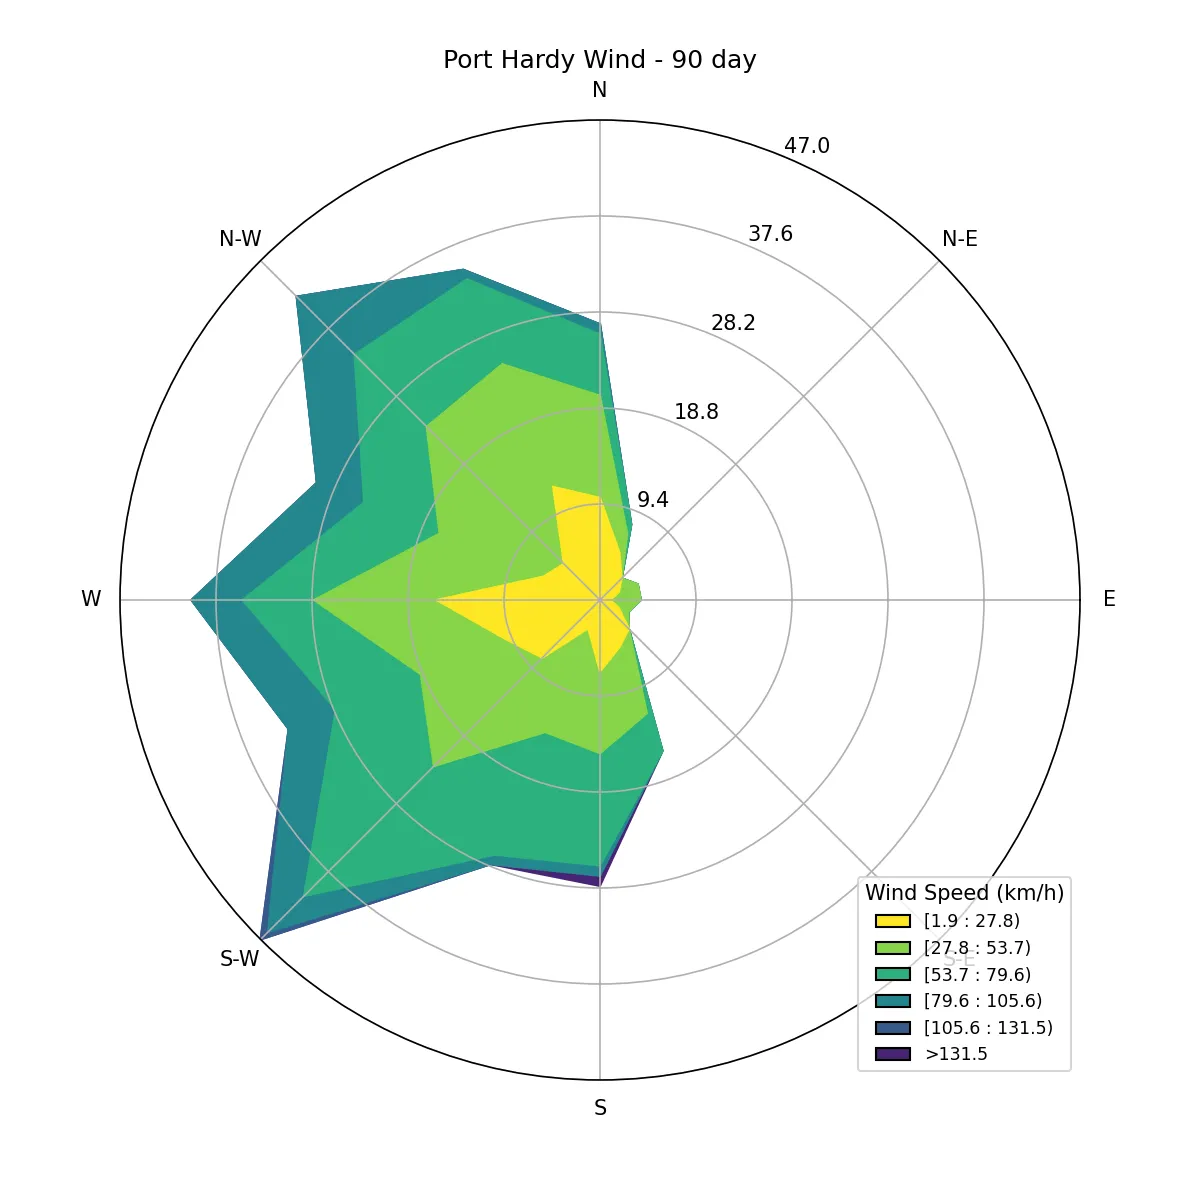 Port Hardy Wind - 90 day
N
47.0
37.6
N-W
N-E
28.2
18.8
9.4
W
E
Wind Speed (km/h)
[1.9 : 27.8)
[27.8 : 53.7)
S-W
S-E
[53.7 : 79.6)
[79.6 : 105.6)
[105.6 : 131.5)
>131.5
S